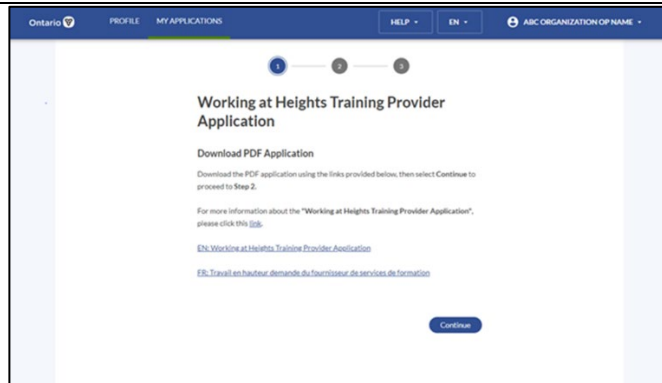 Ontario PROFILE MY APPLICATIONS HELP EN ABC ORGANIZATION OP NAME
1 2 3
Working at Heights Training Provider
Application
Download PDF Application
Download the PDF application using the links provided below, then select Continue to
proceed to Step 2.
For more information about the "Working at Heights Training Provider Application",
please click this link.
EN: Working at Heights Training Provider Application
FR: Travail en hauteur demande du fournisseur de services de formation
Continue